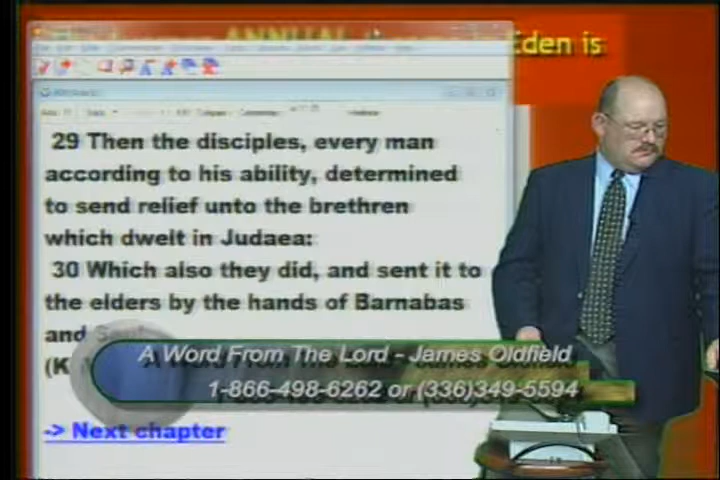 ANNUAL
Eden is
29 Then the disciples, every man
according to his ability, determined
to send relief unto the brethren
which dwelt in Judaea:
30 Which also they did, and sent it to
the elders by the hands of Barnabas
and
A Word From The Lord - James Oldfield
1-866-498-6262 or (336)349-5594
-> Next chapter